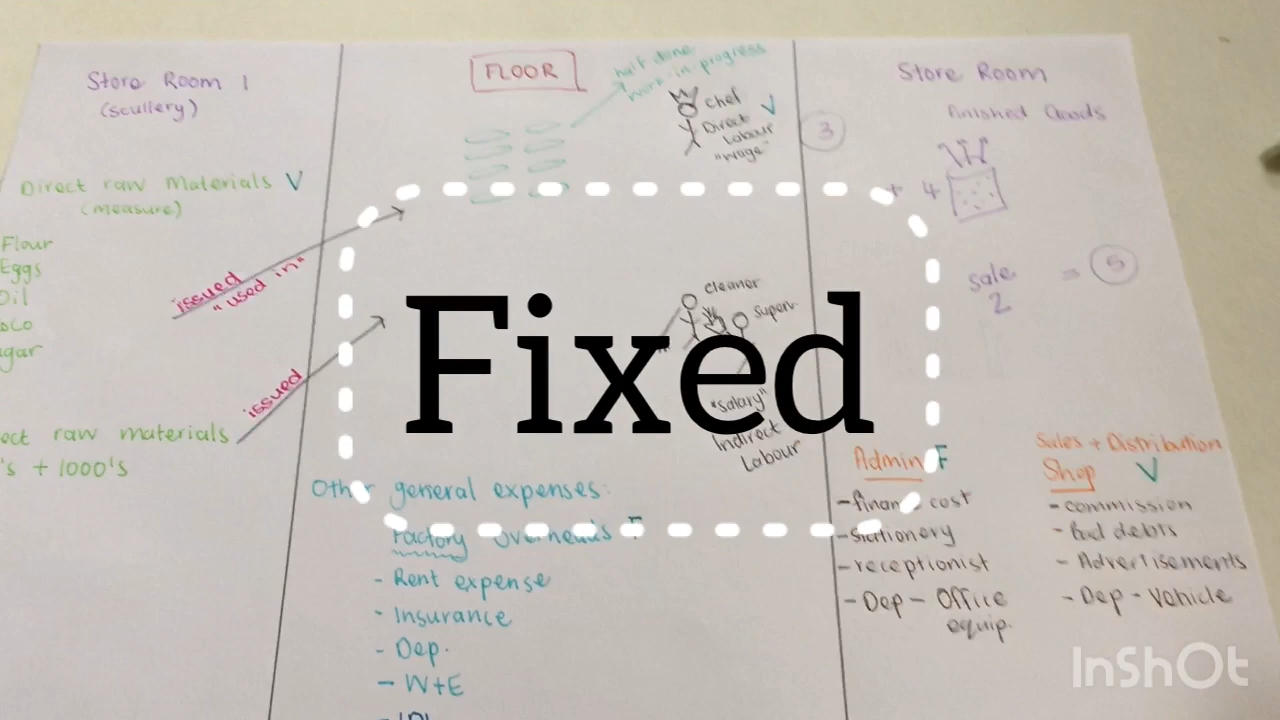 Store Room 1
(scullery)
Direct raw Materials V
(measure)
Flour
Eggs
Oil
issued
"used in"
issued
raw materials
's + 1000's
FLOOR
half done
work-in-progress
chef
Direct V
Labour
"wage"
cleaner
superv.
"salary"
Indirect
Labour
Fixed
Other general expenses:
Factory overheads F
- Rent expense
- Insurance
- Dep.
- W+E
Store Room
Finished Goods
3
+ 4
sale = 5
2
Admin F
- finance cost
- stationery
- receptionist
- Dep - Office
equip.
Sales + Distribution
Shop V
- commission
- bad debts
- Advertisements
- Dep - Vehicle
InShOt